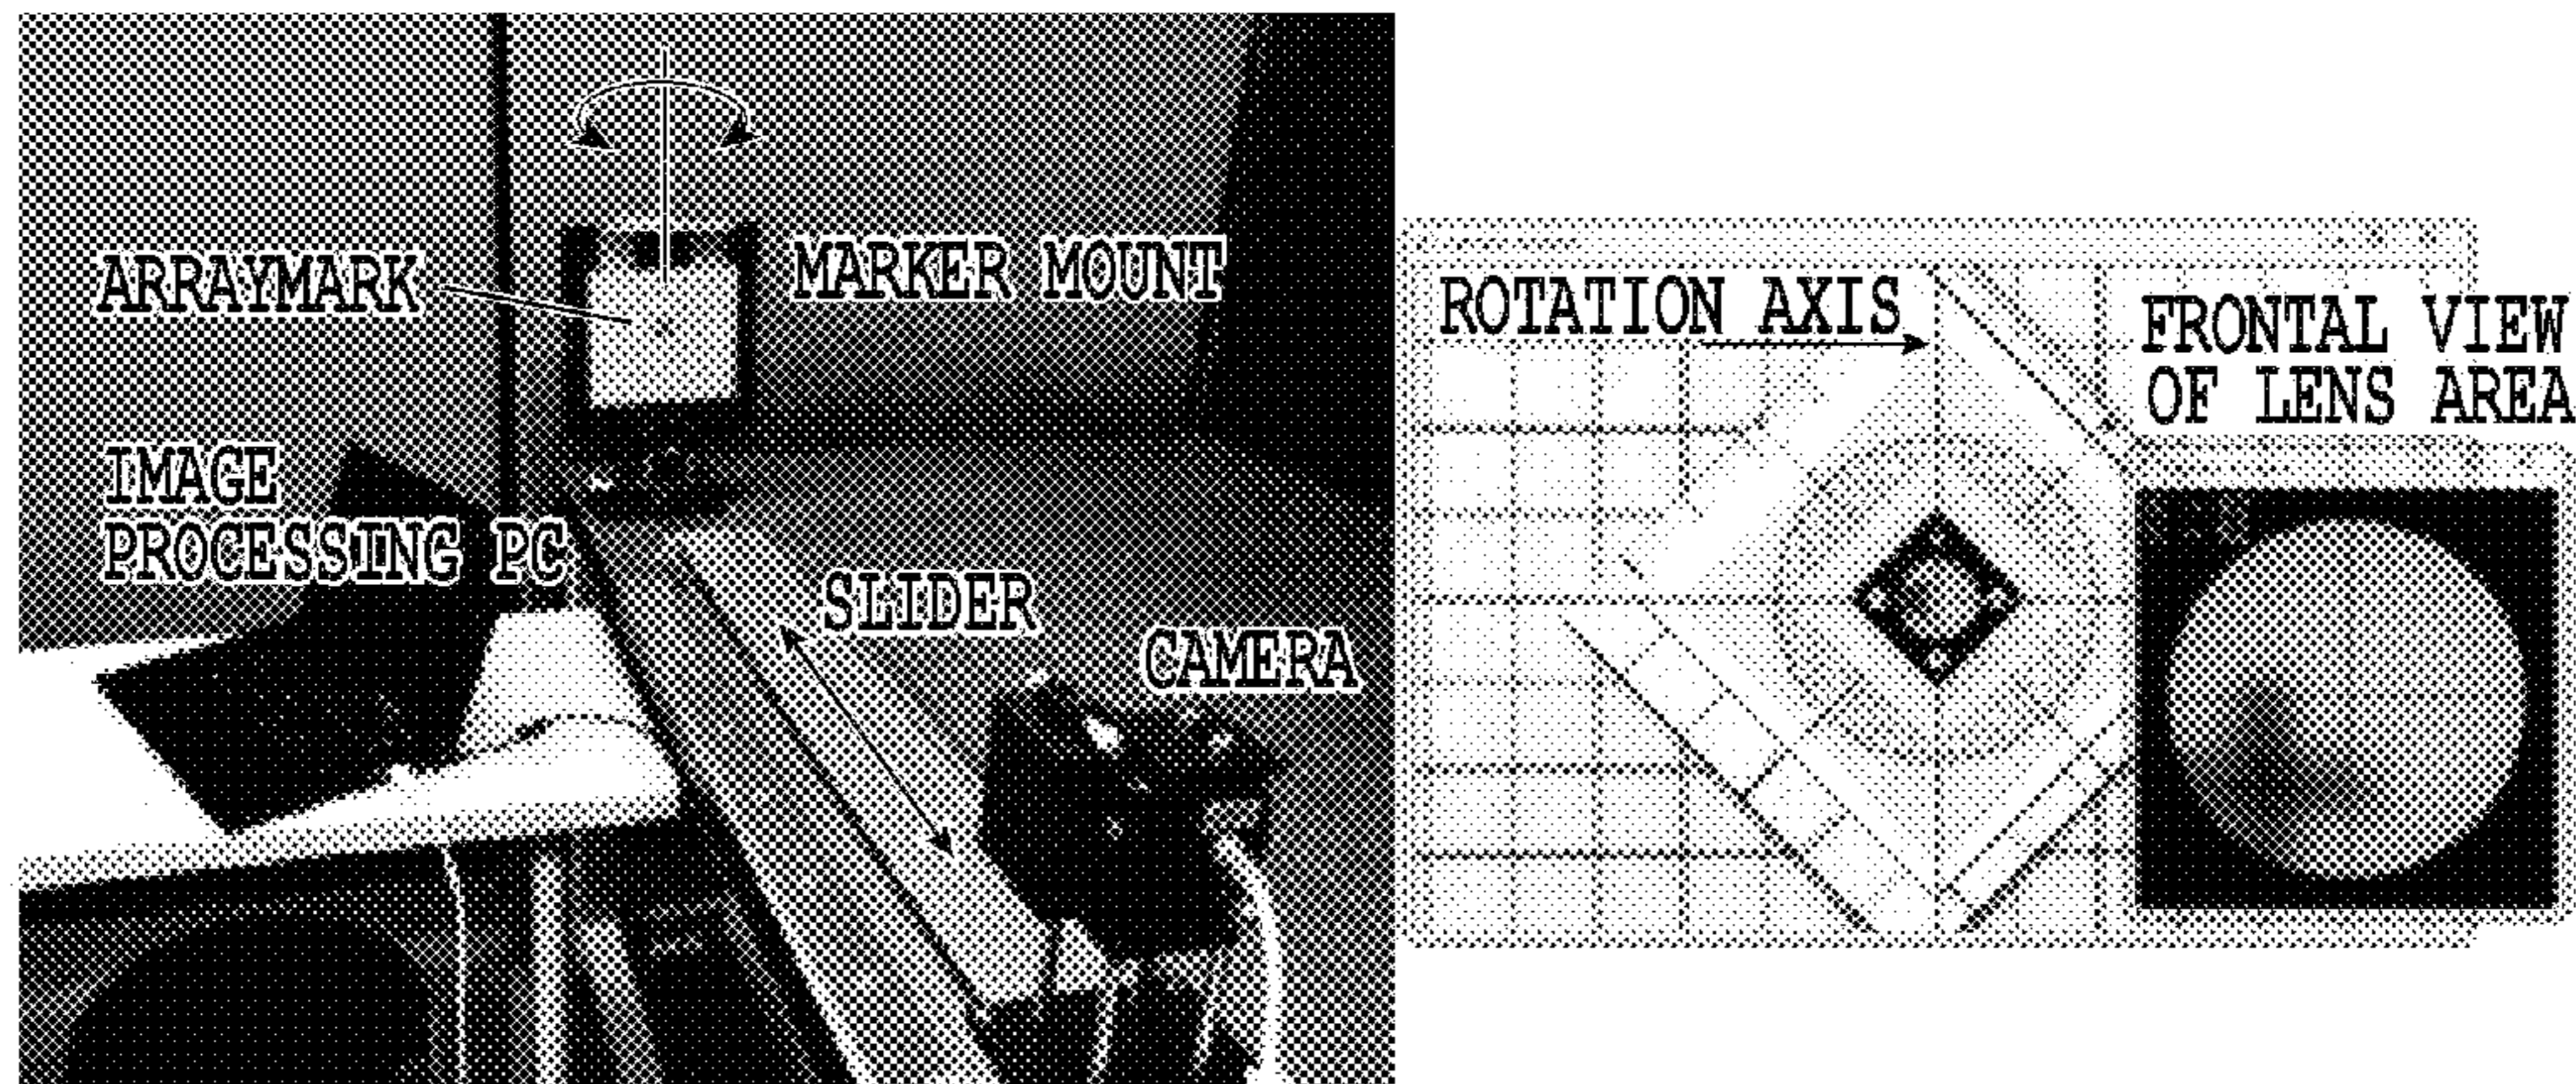 ARRAYMARK
MARKER MOUNT
IMAGE
PROCESSING PC
SLIDER
CAMERA
ROTATION AXIS
FRONTAL VIEW
OF LENS AREA